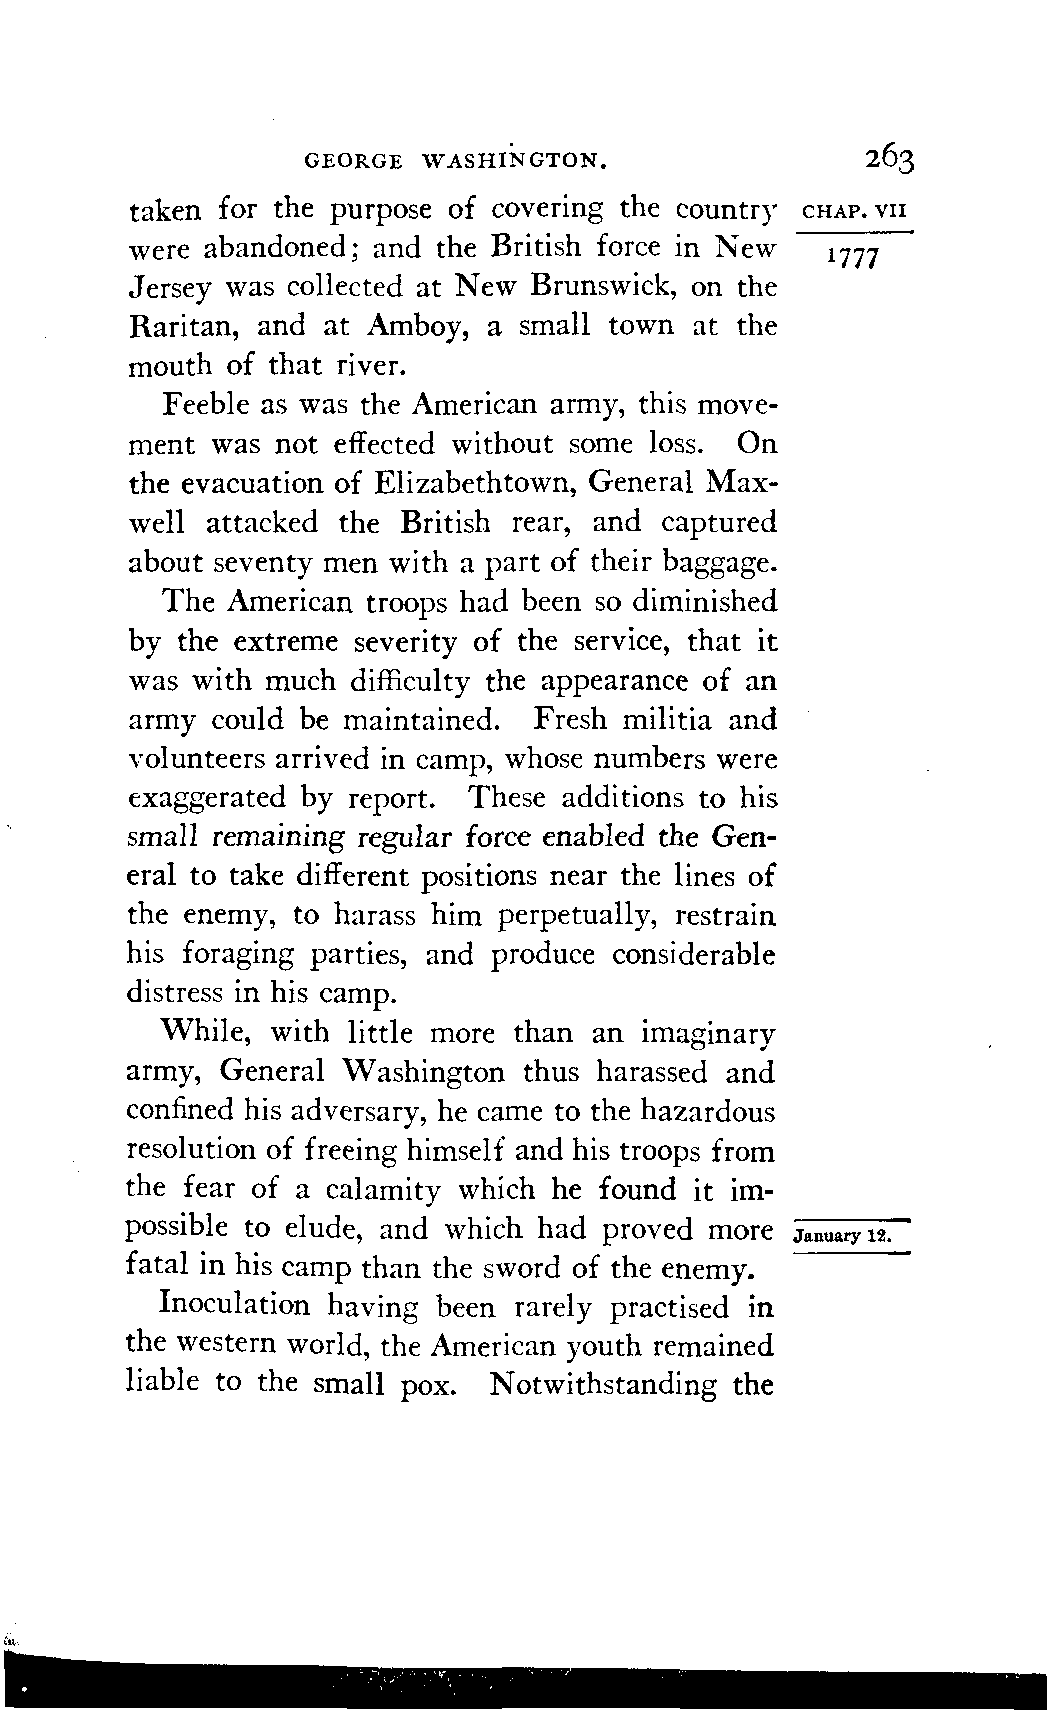 GEORGE WASHINGTON. 263
taken for the purpose of covering the country CHAP. VII
were abandoned; and the British force in New 1777
Jersey was collected at New Brunswick, on the
Raritan, and at Amboy, a small town at the
mouth of that river.
Feeble as was the American army, this move-
ment was not effected without some loss. On
the evacuation of Elizabethtown, General Max-
well attacked the British rear, and captured
about seventy men with a part of their baggage.
The American troops had been so diminished
by the extreme severity of the service, that it
was with much difficulty the appearance of an
army could be maintained. Fresh militia and
volunteers arrived in camp, whose numbers were
exaggerated by report. These additions to his
small remaining regular force enabled the Gen-
eral to take different positions near the lines of
the enemy, to harass him perpetually, restrain
his foraging parties, and produce considerable
distress in his camp.
While, with little more than an imaginary
army, General Washington thus harassed and
confined his adversary, he came to the hazardous
resolution of freeing himself and his troops from
the fear of a calamity which he found it im-
possible to elude, and which had proved more January 12.
fatal in his camp than the sword of the enemy.
Inoculation having been rarely practised in
the western world, the American youth remained
liable to the small pox. Notwithstanding the